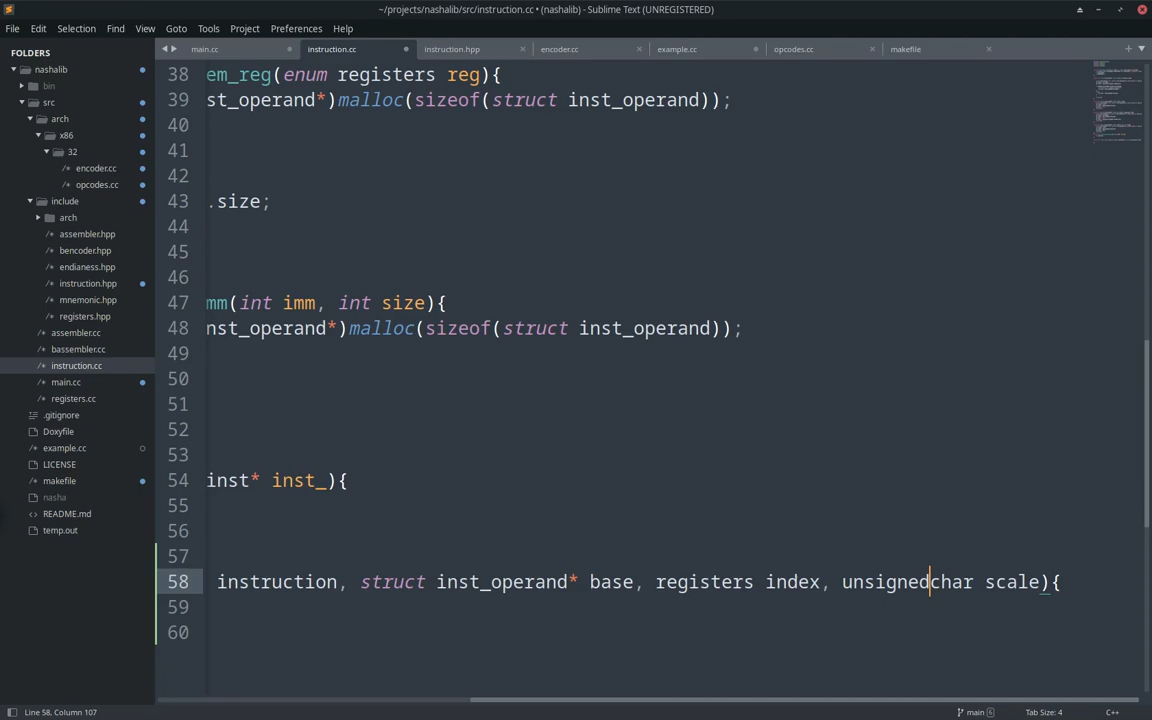 ~/projects/nashalib/src/instruction.cc • (nashalib) - Sublime Text (UNREGISTERED)
File Edit Selection Find View Goto Tools Project Preferences Help
FOLDERS
nashalib
bin
src
arch
x86
32
/* encoder.cc
/* opcodes.cc
include
arch
/* assembler.hpp
/* bencoder.hpp
/* endianess.hpp
/* instruction.hpp
/* mnemonic.hpp
/* registers.hpp
/* assembler.cc
/* bassembler.cc
/* instruction.cc
/* main.cc
/* registers.cc
.gitignore
Doxyfile
/* example.cc
LICENSE
/* makefile
nasha
<> README.md
temp.out
main.cc instruction.cc instruction.hpp encoder.cc example.cc opcodes.cc makefile
38 em_reg(enum registers reg){
39 st_operand*)malloc(sizeof(struct inst_operand));
40
41
42
43 .size;
44
45
46
47 mm(int imm, int size){
48 nst_operand*)malloc(sizeof(struct inst_operand));
49
50
51
52
53
54 inst* inst_){
55
56
57
58 instruction, struct inst_operand* base, registers index, unsignedchar scale){
59
60
Line 58, Column 107
main 6 Tab Size: 4 C++